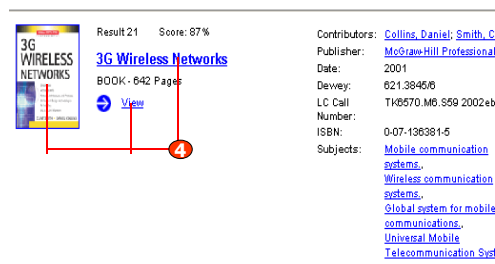 Result 21 Score: 87%
3G Wireless Networks
BOOK - 642 Pages
View
3G
WIRELESS
NETWORKS
4
Contributors: Collins, Daniel; Smith, C
Publisher: McGraw-Hill Professional
Date: 2001
Dewey: 621.3845/6
LC Call Number: TK6570.M6.S59 2002eb
ISBN: 0-07-136381-5
Subjects: Mobile communication
systems.,
Wireless communication
systems.,
Global system for mobile
communications.,
Universal Mobile
Telecommunication Syst